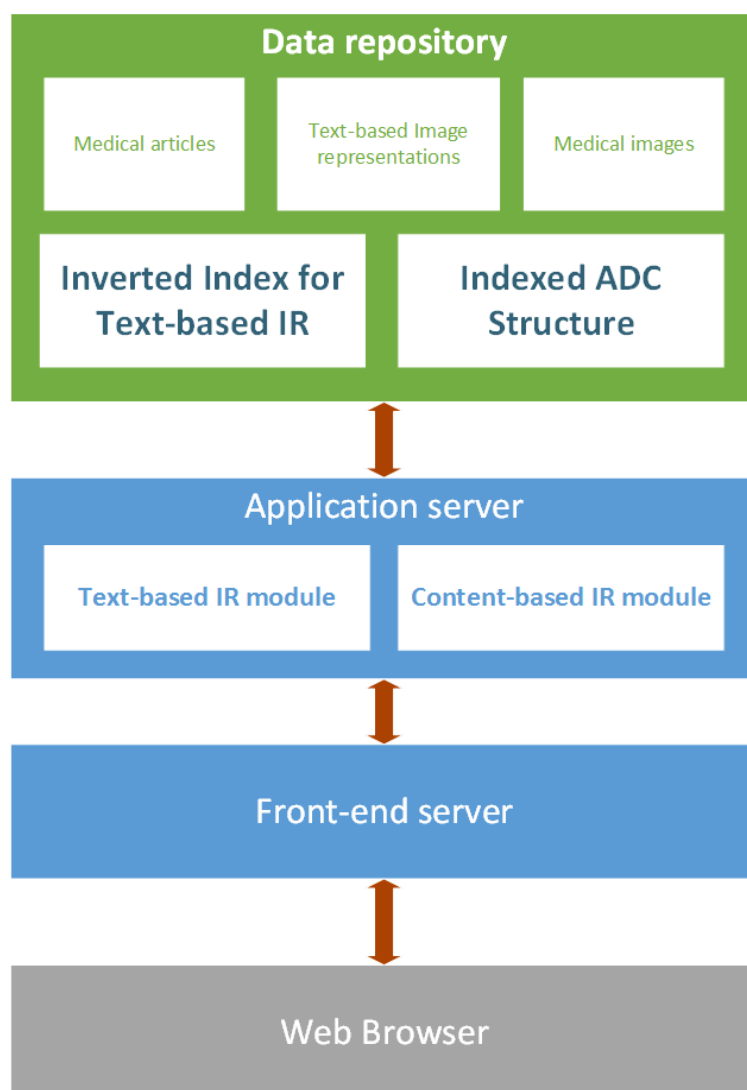 Data repository
Medical articles
Text-based Image
representations
Medical images
Inverted Index for
Text-based IR
Indexed ADC
Structure
Application server
Text-based IR module
Content-based IR module
Front-end server
Web Browser